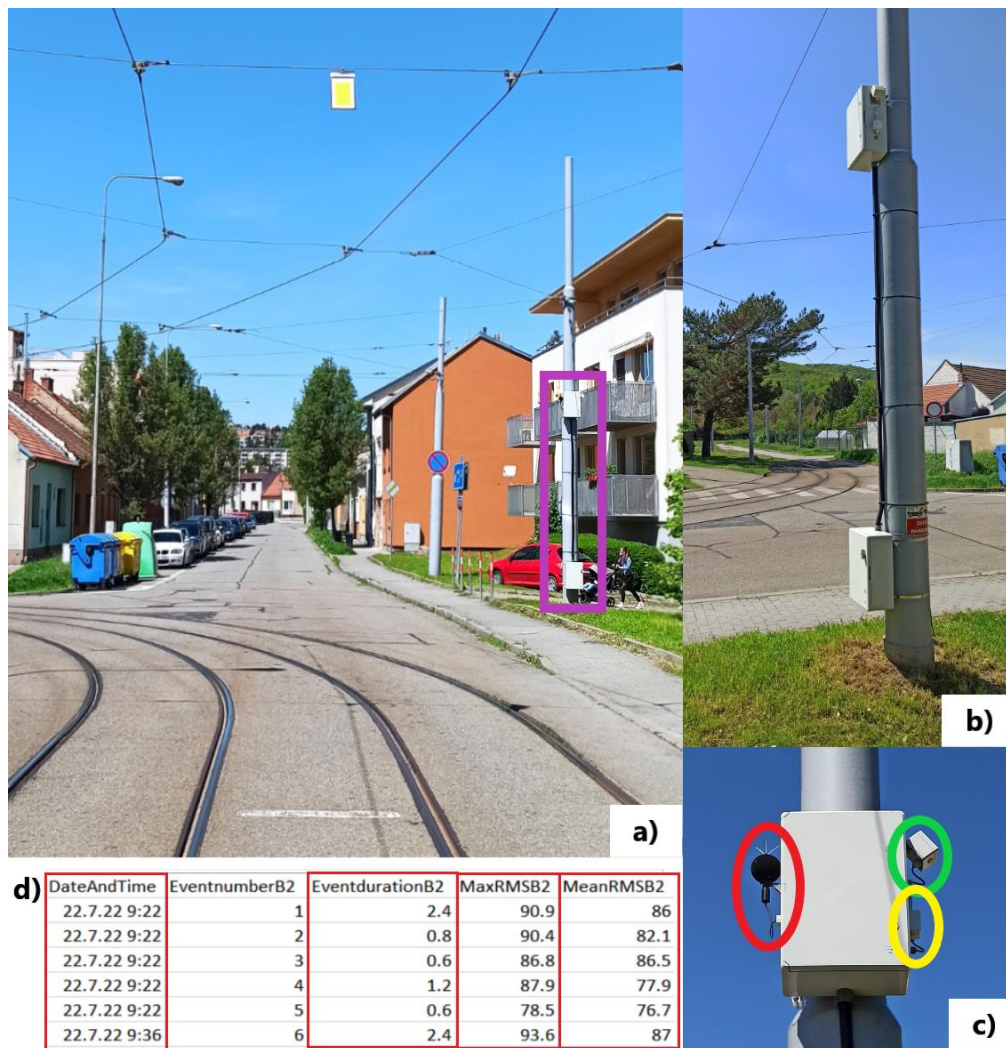 a)
b)
c)
d)
DateAndTime EventnumberB2 EventdurationB2 MaxRMSB2 MeanRMSB2
22.7.22 9:22 1 2.4 90.9 86
22.7.22 9:22 2 0.8 90.4 82.1
22.7.22 9:22 3 0.6 86.8 86.5
22.7.22 9:22 4 1.2 87.9 77.9
22.7.22 9:22 5 0.6 78.5 76.7
22.7.22 9:36 6 2.4 93.6 87